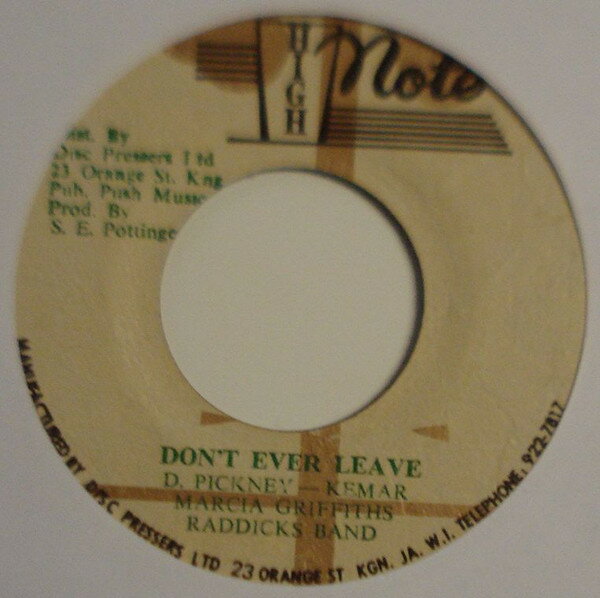 HIGH Note
Dist. By
Disc Pressers Ltd
23 Orange St. Kng
Pub. Push Music
Prod. By
S. E. Pottinge
DON'T EVER LEAVE
D. PICKNEY - KEMAR
MARCIA GRIFFITHS
RADDICKS BAND
MANUFACTURED BY DISC PRESSERS LTD 23 ORANGE ST KGN, JA. W. I. TELEPHONE: 922-7817